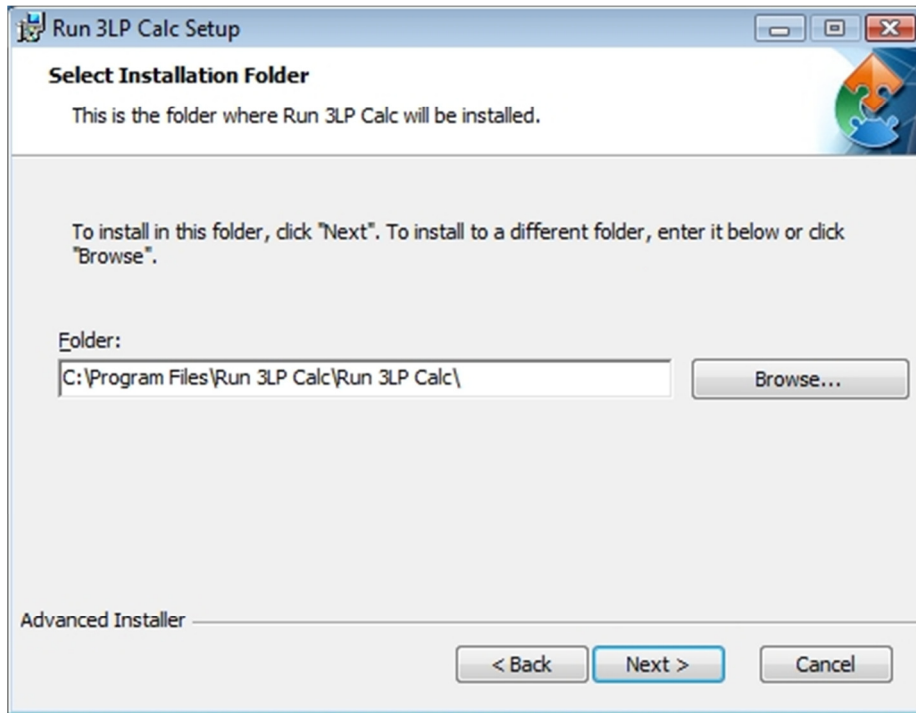 Run 3LP Calc Setup
Select Installation Folder
This is the folder where Run 3LP Calc will be installed.
To install in this folder, click "Next". To install to a different folder, enter it below or click
"Browse".
Folder:
C:\Program Files\Run 3LP Calc\Run 3LP Calc\
Browse...
Advanced Installer
< Back
Next >
Cancel